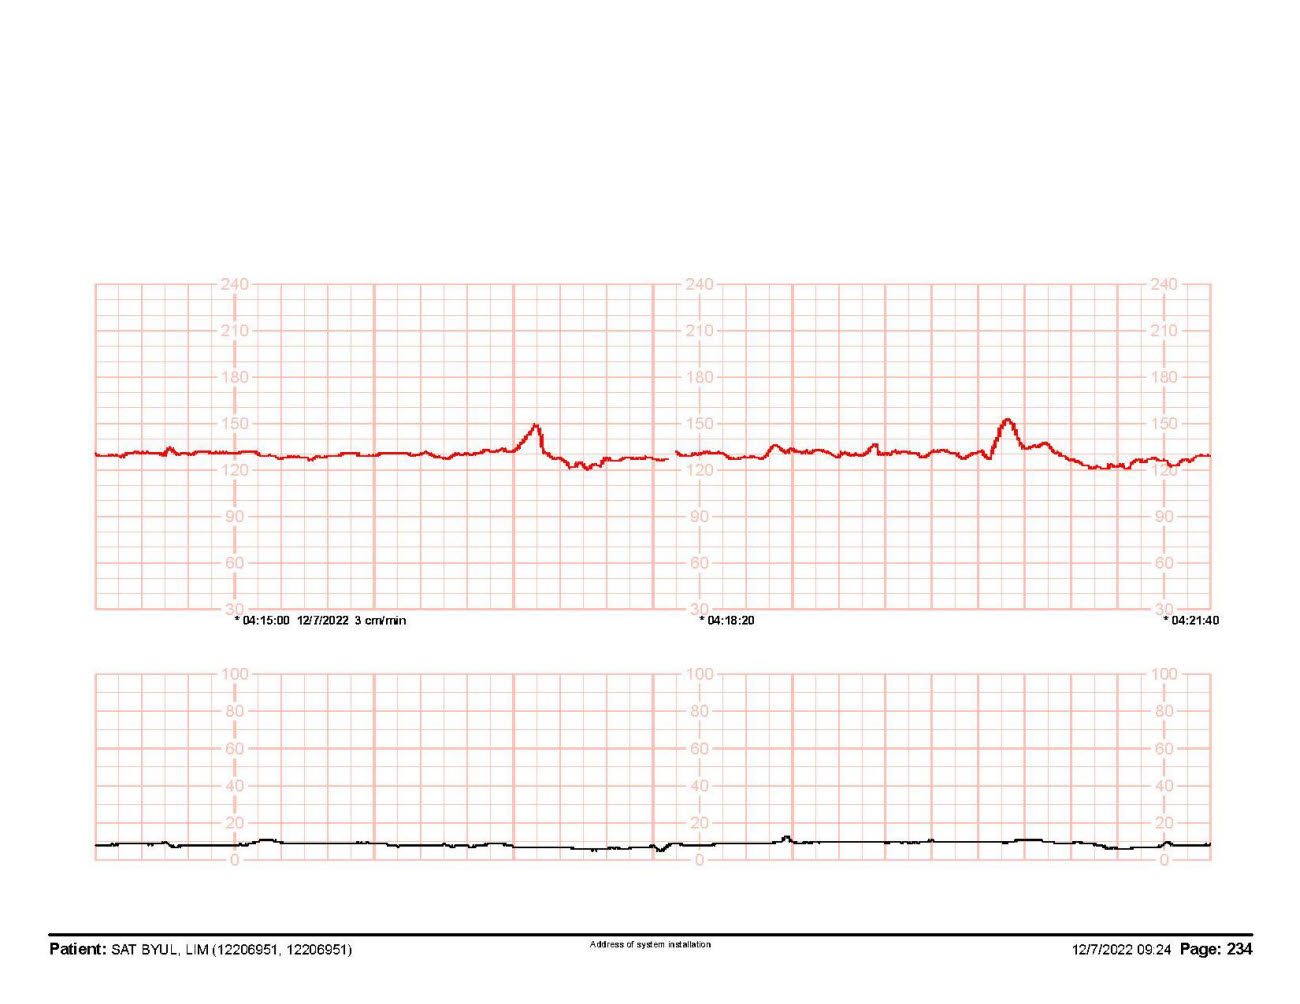 240 240 240
210 210 210
180 180 180
150 150 150
120 120 120
90 90 90
60 60 60
30 30 30
* 04:15:00 12/7/2022 3 cm/min * 04:18:20 * 04:21:40
100 100 100
80 80 80
60 60 60
40 40 40
20 20 20
0 0 0
Patient: SAT BYUL, LIM (12206951, 12206951) Address of system installation 12/7/2022 09:24 Page: 234